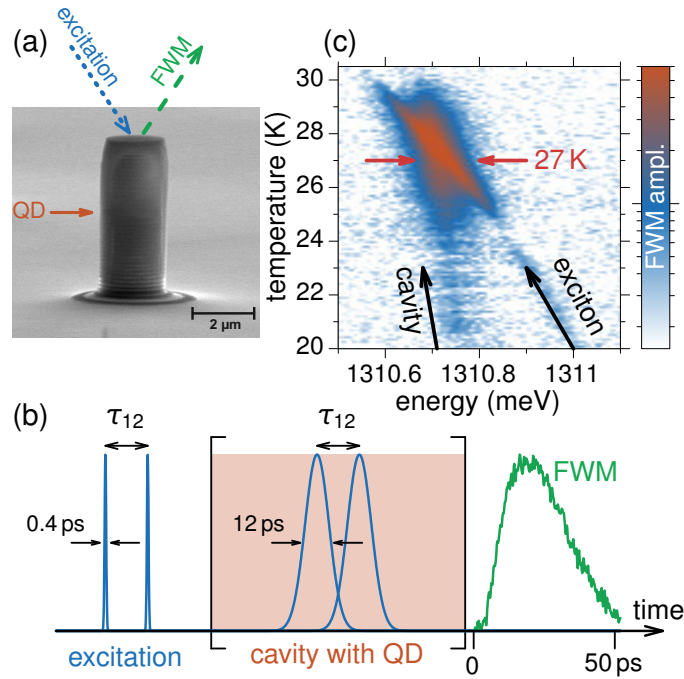 (a)
excitation
FWM
QD
2 µm
(c)
temperature (K)
30
28
26
24
22
20
27 K
cavity
exciton
1310.6
1310.8
1311
energy (meV)
FWM ampl.
(b)
τ12
τ12
0.4 ps
12 ps
FWM
time
excitation
cavity with QD
0
50 ps